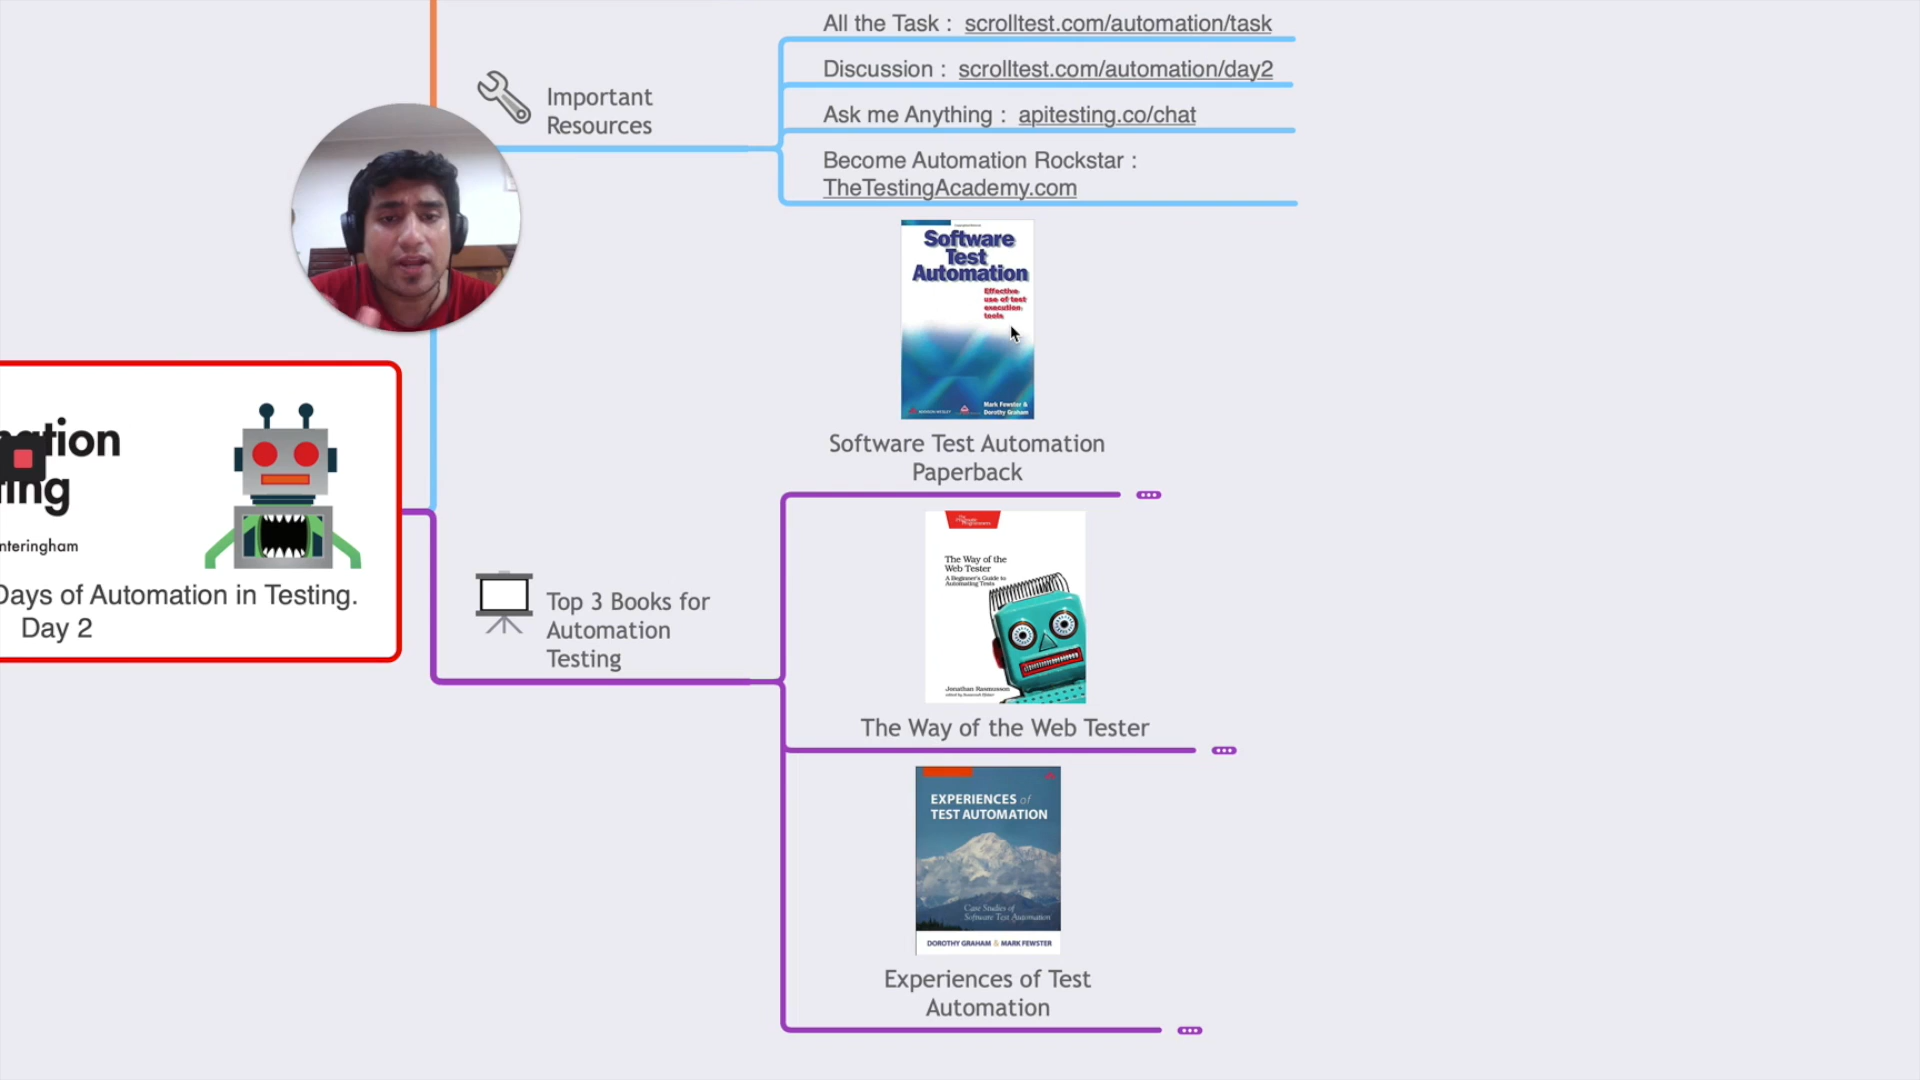 All the Task : scrolltest.com/automation/task
Discussion : scrolltest.com/automation/day2
Important
Resources
Ask me Anything : apitesting.co/chat
Become Automation Rockstar :
TheTestingAcademy.com
Software
Test
Automation
Effective
use of test
execution
tools
Mark Fewster &
Dorothy Graham
Software Test Automation
Paperback
nteringham
Days of Automation in Testing.
Day 2
Top 3 Books for
Automation
Testing
The Way of the
Web Tester
A Beginner's Guide to
Automating Tests
Jonathan Rasmusson
The Way of the Web Tester
EXPERIENCES of
TEST AUTOMATION
Case Studies of
Software Test Automation
DOROTHY GRAHAM & MARK FEWSTER
Experiences of Test
Automation